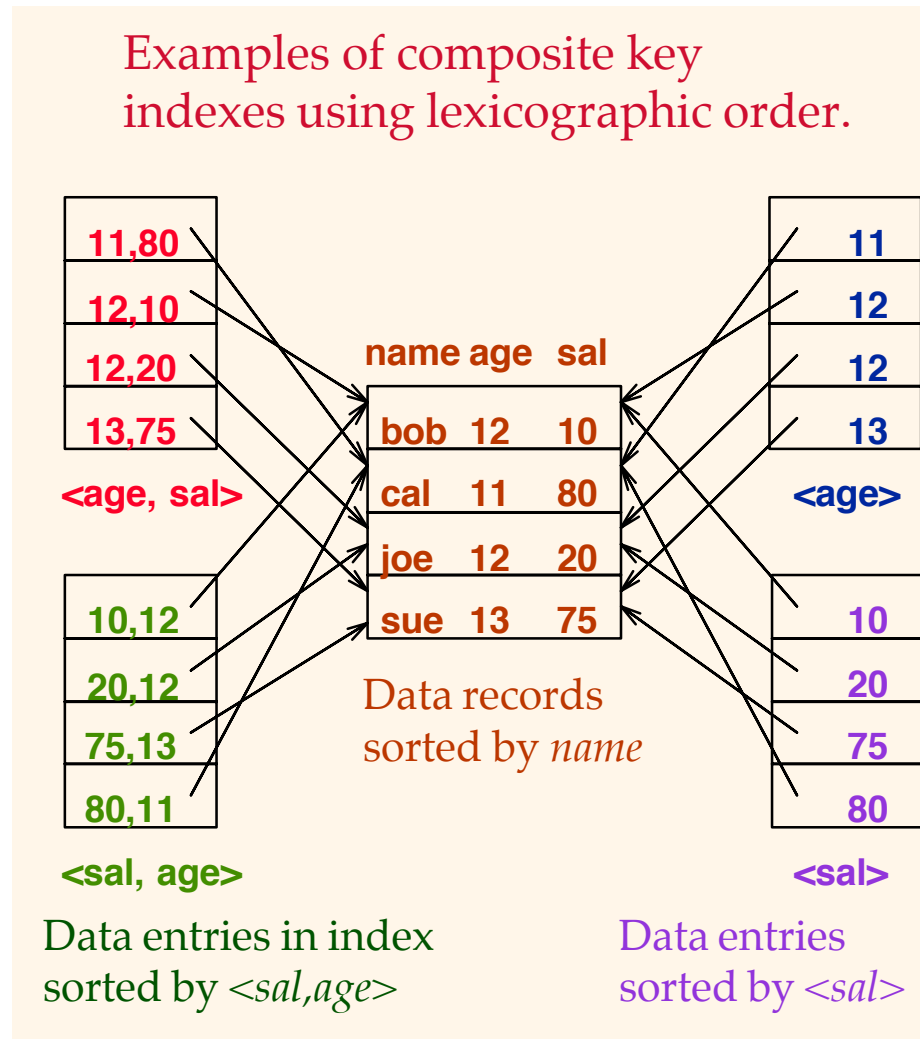 Examples of composite key
indexes using lexicographic order.
11,80
12,10
12,20
13,75
<age, sal>
10,12
20,12
75,13
80,11
<sal, age>
Data entries in index
sorted by <sal,age>
name age sal
bob 12 10
cal 11 80
joe 12 20
sue 13 75
Data records
sorted by name
11
12
12
13
<age>
10
20
75
80
<sal>
Data entries
sorted by <sal>